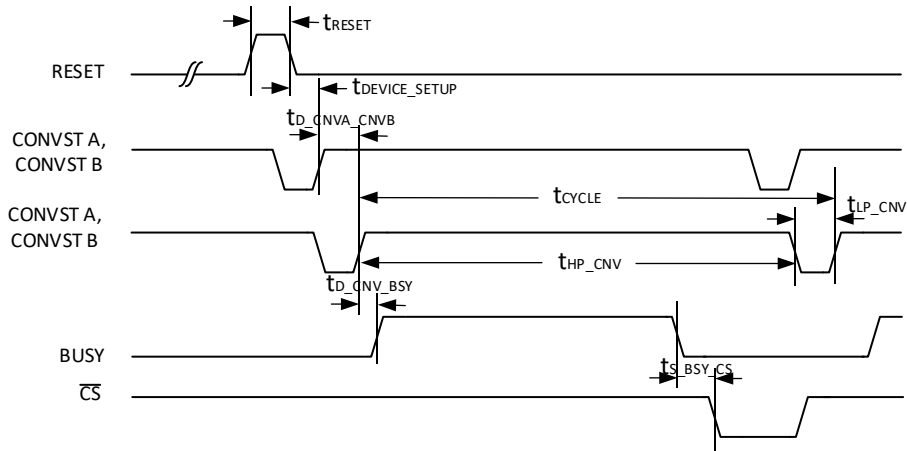 tRESET
RESET
tDEVICE_SETUP
tD_CNVA_CNVB
CONVST A,
CONVST B
tCYCLE
tLP_CNV
CONVST A,
CONVST B
tHP_CNV
tD_CNV_BSY
BUSY
tS_BSY_CS
CS